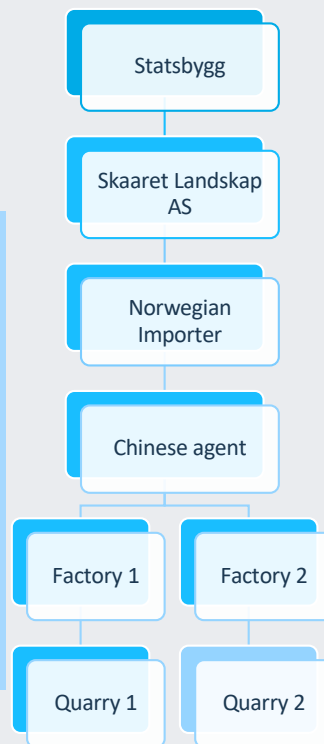 Statsbygg
Skaaret Landskap
AS
Norwegian
Importer
Chinese agent
Factory 1
Factory 2
Quarry 1
Quarry 2